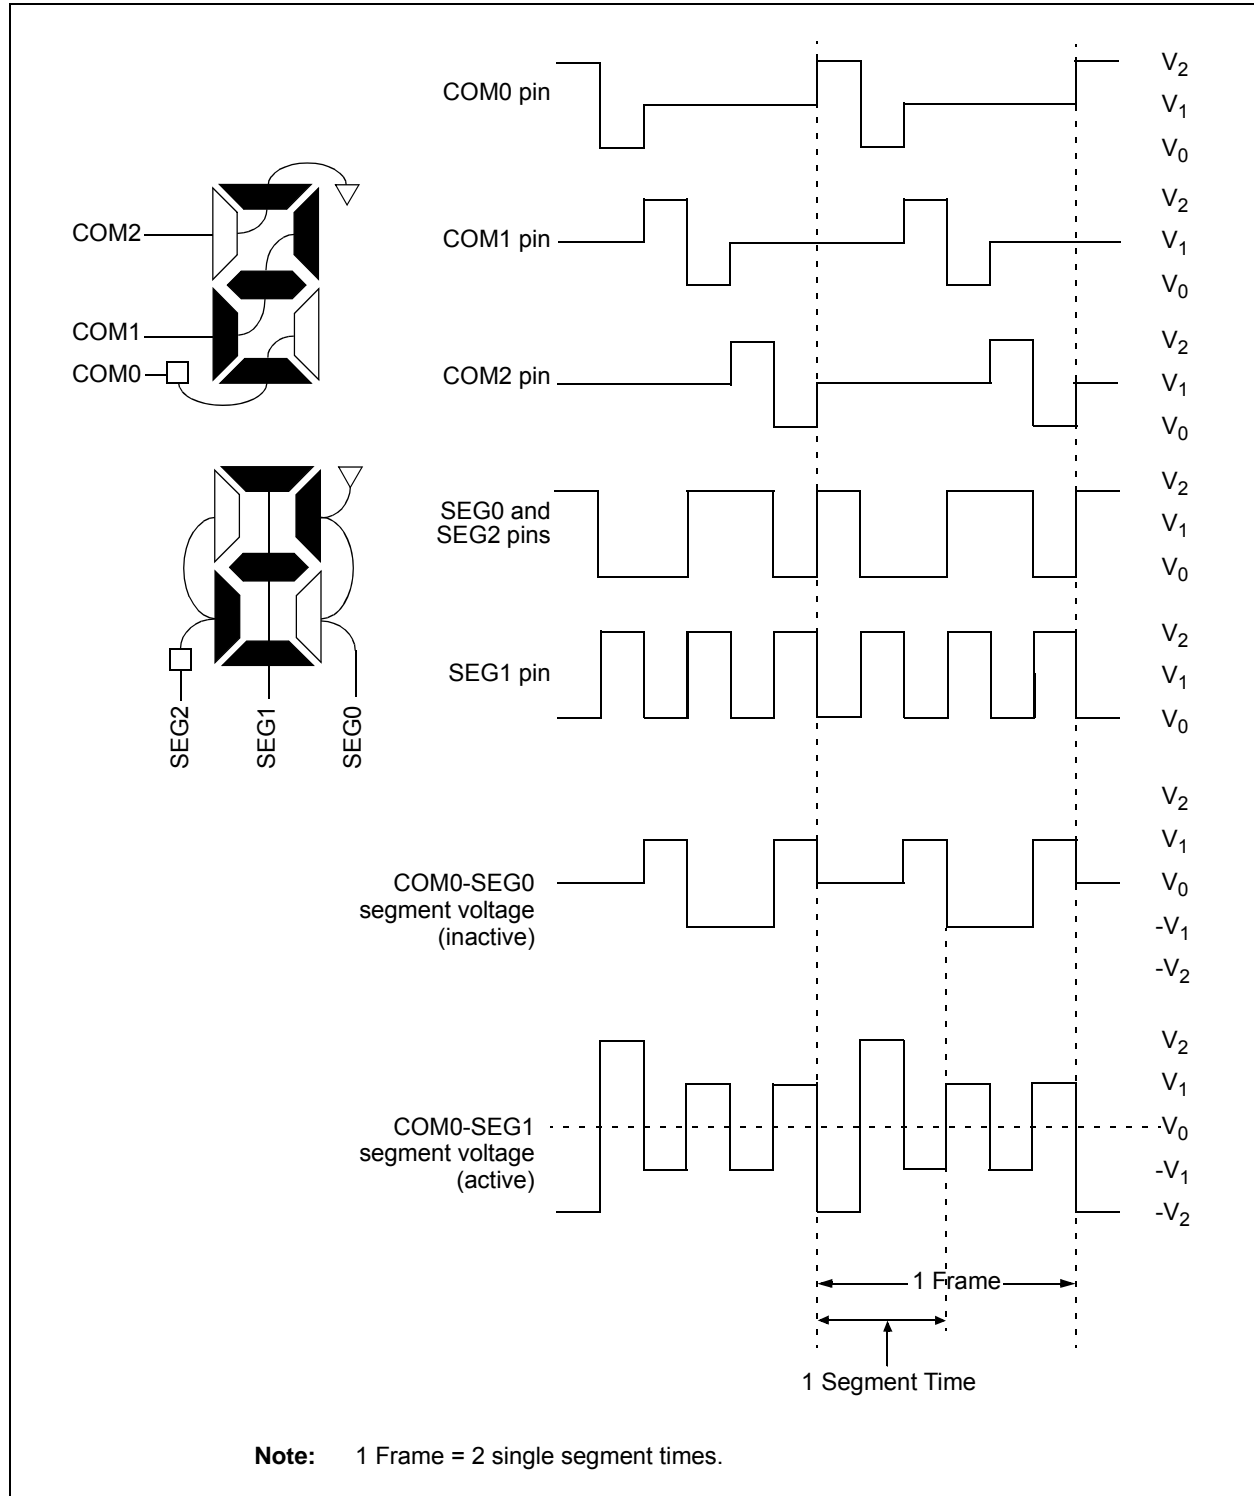 COM0 pin
V2
V1
V0
COM2
COM1
COM0
COM1 pin
V2
V1
V0
COM2 pin
V2
V1
V0
SEG0 and
SEG2 pins
V2
V1
V0
SEG2
SEG1
SEG0
SEG1 pin
V2
V1
V0
COM0-SEG0
segment voltage
(inactive)
V2
V1
V0
-V1
-V2
COM0-SEG1
segment voltage
(active)
V2
V1
V0
-V1
-V2
1 Frame
1 Segment Time
Note: 1 Frame = 2 single segment times.